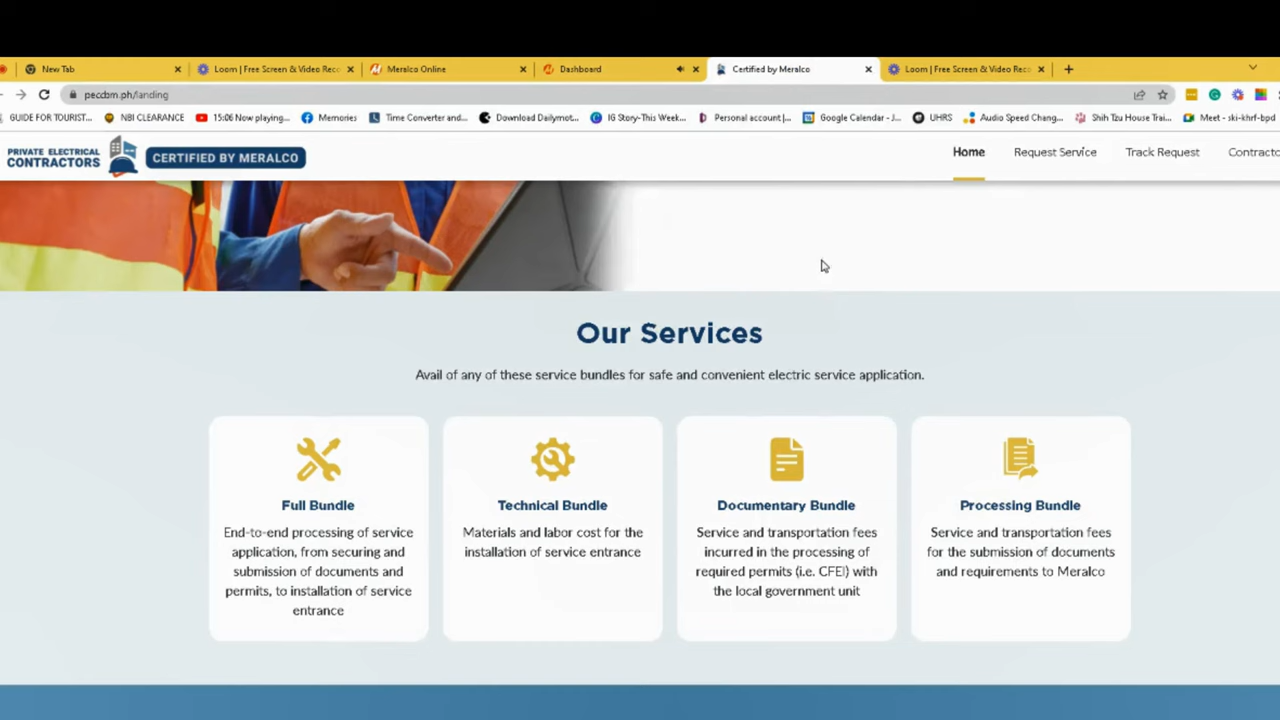 New Tab
Loom | Free Screen & Video Reco
Meralco Online
Dashboard
Certified by Meralco
Loom | Free Screen & Video Reco
peccbm.ph/landing
GUIDE FOR TOURIST...
NBI CLEARANCE
15:06 Now playing...
Memories
Time Converter and...
Download Dailymot...
IG Story-This Week...
Personal account |...
Google Calendar - J...
UHRS
Audio Speed Chang...
Shih Tzu House Trai...
Meet - ski-khrf-bpd
PRIVATE ELECTRICAL
CONTRACTORS
CERTIFIED BY MERALCO
Home
Request Service
Track Request
Contracto
Our Services
Avail of any of these service bundles for safe and convenient electric service application.
Full Bundle
End-to-end processing of service
application, from securing and
submission of documents and
permits, to installation of service
entrance
Technical Bundle
Materials and labor cost for the
installation of service entrance
Documentary Bundle
Service and transportation fees
incurred in the processing of
required permits (i.e. CFEI) with
the local government unit
Processing Bundle
Service and transportation fees
for the submission of documents
and requirements to Meralco